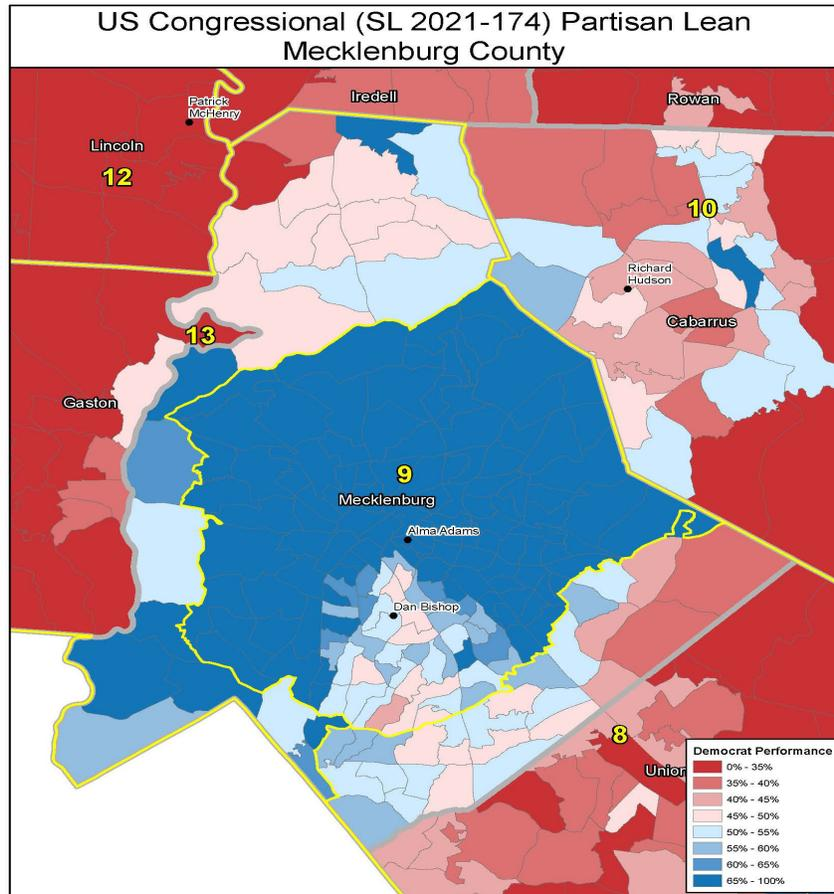 US Congressional (SL 2021-174) Partisan Lean
Mecklenburg County
Iredell
Rowan
Patrick
McHenry
Lincoln
12
10
Richard
Hudson
Cabarrus
13
Gaston
9
Mecklenburg
Alma Adams
Dan Bishop
8
Union
Democrat Performance
0% - 35%
35% - 40%
40% - 45%
45% - 50%
50% - 55%
55% - 60%
60% - 65%
65% - 100%